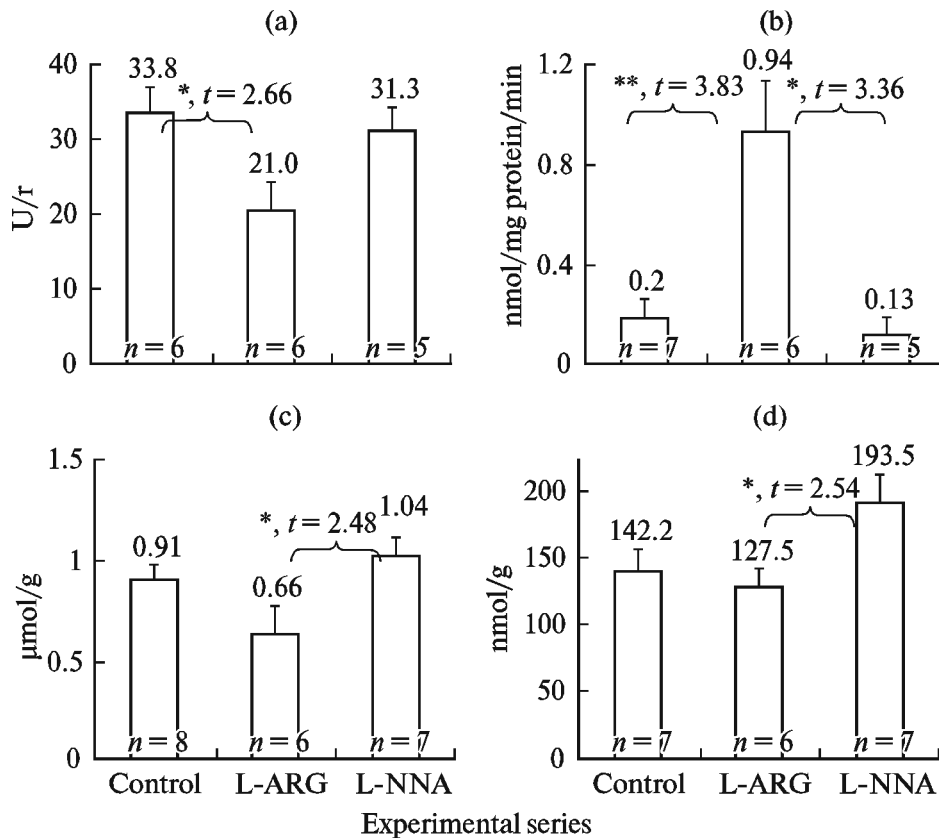 (a)
40
30
20
10
0
U/r
33.8
*, t = 2.66
21.0
31.3
n = 6
n = 6
n = 5
(b)
1.2
0.8
0.4
0
nmol/mg protein/min
0.94
**, t = 3.83
*, t = 3.36
0.2
0.13
n = 7
n = 6
n = 5
(c)
1.5
1
0.5
0
μmol/g
0.91
*, t = 2.48
1.04
0.66
n = 8
n = 6
n = 7
Control L-ARG L-NNA
(d)
200
150
100
50
0
nmol/g
193.5
*, t = 2.54
142.2
127.5
n = 7
n = 6
n = 7
Control L-ARG L-NNA
Experimental series